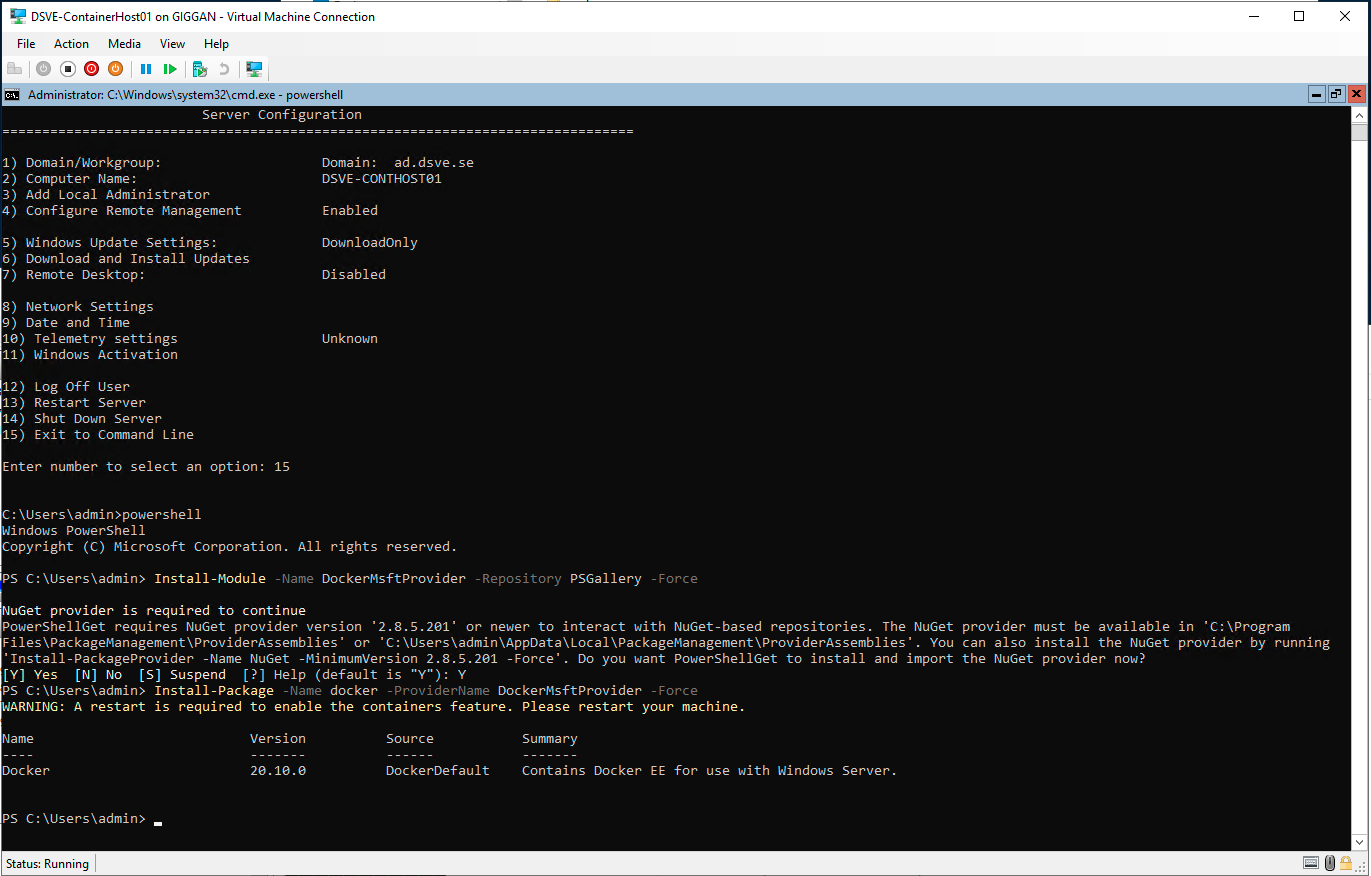 DSVE-ContainerHost01 on GIGGAN - Virtual Machine Connection
File Action Media View Help
Administrator: C:\Windows\system32\cmd.exe - powershell
Server Configuration
===============================================================================
1) Domain/Workgroup: Domain: ad.dsve.se
2) Computer Name: DSVE-CONTHOST01
3) Add Local Administrator
4) Configure Remote Management Enabled
5) Windows Update Settings: DownloadOnly
6) Download and Install Updates
7) Remote Desktop: Disabled
8) Network Settings
9) Date and Time
10) Telemetry settings Unknown
11) Windows Activation
12) Log Off User
13) Restart Server
14) Shut Down Server
15) Exit to Command Line
Enter number to select an option: 15
C:\Users\admin>powershell
Windows PowerShell
Copyright (C) Microsoft Corporation. All rights reserved.
PS C:\Users\admin> Install-Module -Name DockerMsftProvider -Repository PSGallery -Force
NuGet provider is required to continue
PowerShellGet requires NuGet provider version '2.8.5.201' or newer to interact with NuGet-based repositories. The NuGet provider must be available in 'C:\Program
Files\PackageManagement\ProviderAssemblies' or 'C:\Users\admin\AppData\Local\PackageManagement\ProviderAssemblies'. You can also install the NuGet provider by running
'Install-PackageProvider -Name NuGet -MinimumVersion 2.8.5.201 -Force'. Do you want PowerShellGet to install and import the NuGet provider now?
[Y] Yes [N] No [S] Suspend [?] Help (default is "Y"): Y
PS C:\Users\admin> Install-Package -Name docker -ProviderName DockerMsftProvider -Force
WARNING: A restart is required to enable the containers feature. Please restart your machine.
Name Version Source Summary
---- ------- ------ -------
Docker 20.10.0 DockerDefault Contains Docker EE for use with Windows Server.
PS C:\Users\admin> _
Status: Running